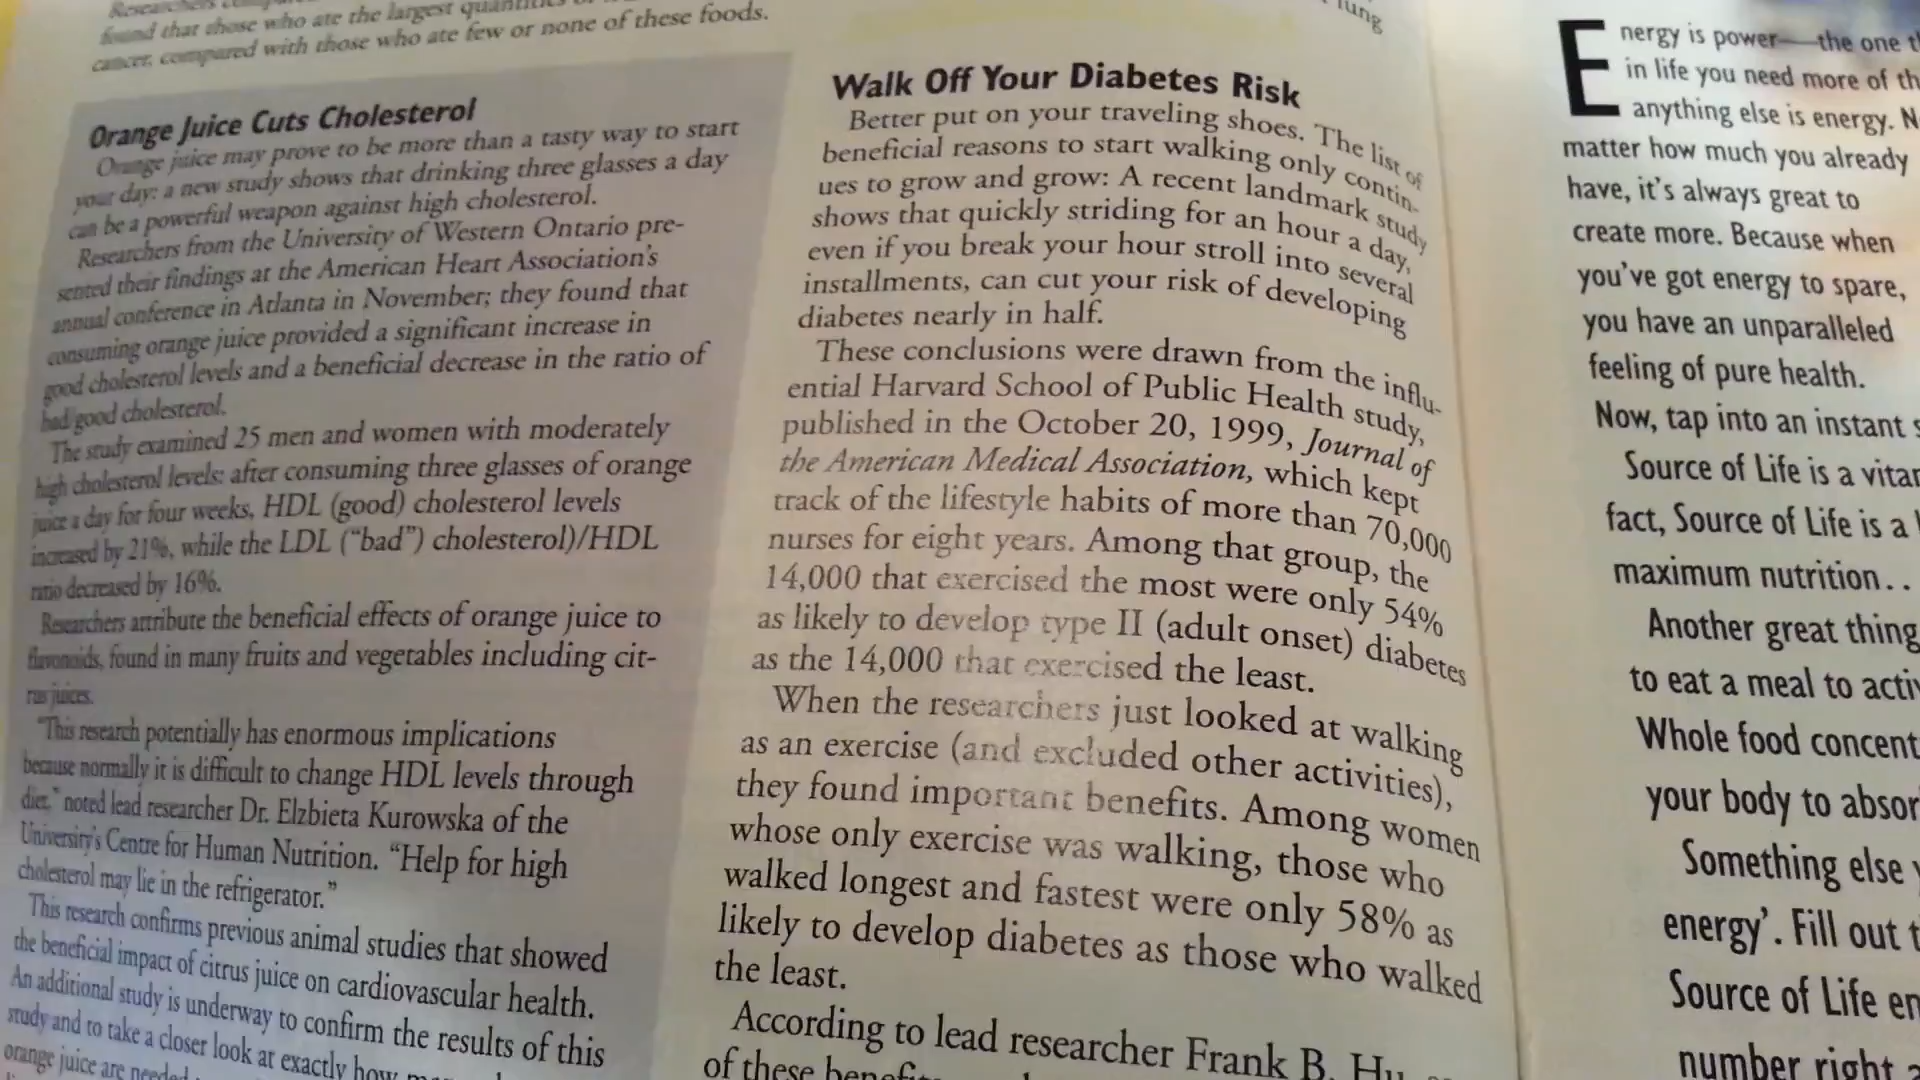 found that those who ate the largest quantities
cancer, compared with those who ate few or none of these foods.
Orange Juice Cuts Cholesterol
Orange juice may prove to be more than a tasty way to start
your day: a new study shows that drinking three glasses a day
can be a powerful weapon against high cholesterol.
Researchers from the University of Western Ontario pre-
sented their findings at the American Heart Association's
annual conference in Atlanta in November; they found that
consuming orange juice provided a significant increase in
good cholesterol levels and a beneficial decrease in the ratio of
bad/good cholesterol.
The study examined 25 men and women with moderately
high cholesterol levels: after consuming three glasses of orange
juice a day for four weeks, HDL (good) cholesterol levels
increased by 21%, while the LDL ("bad") cholesterol)/HDL
ratio decreased by 16%.
Researchers attribute the beneficial effects of orange juice to
flavonoids, found in many fruits and vegetables including cit-
rus juices.
"This research potentially has enormous implications
because normally it is difficult to change HDL levels through
diet," noted lead researcher Dr. Elzbieta Kurowska of the
University's Centre for Human Nutrition. "Help for high
cholesterol may lie in the refrigerator."
This research confirms previous animal studies that showed
the beneficial impact of citrus juice on cardiovascular health.
An additional study is underway to confirm the results of this
study and to take a closer look at exactly how
orange juice are needed
lung
Walk Off Your Diabetes Risk
Better put on your traveling shoes. The list of
beneficial reasons to start walking only contin-
ues to grow and grow: A recent landmark study
shows that quickly striding for an hour a day,
even if you break your hour stroll into several
installments, can cut your risk of developing
diabetes nearly in half.
These conclusions were drawn from the influ-
ential Harvard School of Public Health study,
published in the October 20, 1999, Journal of
the American Medical Association, which kept
track of the lifestyle habits of more than 70,000
nurses for eight years. Among that group, the
14,000 that exercised the most were only 54%
as likely to develop type II (adult onset) diabetes
as the 14,000 that exercised the least.
When the researchers just looked at walking
as an exercise (and excluded other activities),
they found important benefits. Among women
whose only exercise was walking, those who
walked longest and fastest were only 58% as
likely to develop diabetes as those who walked
the least.
According to lead researcher Frank B. Hu
of these
Energy is power—the one
in life you need more of
anything else is energy.
matter how much you already
have, it's always great to
create more. Because when
you've got energy to spare,
you have an unparalleled
feeling of pure health.
Now, tap into an instant
Source of Life is a
fact, Source of Life is a
maximum nutrition..
Another great thing
to eat a meal to
Whole food
your body to
Something else
energy'. Fill out
Source of Life
number right